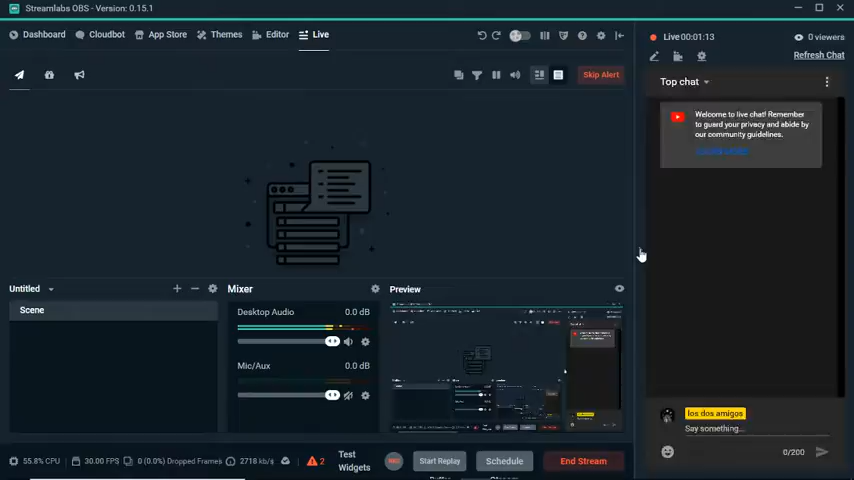 Streamlabs OBS - Version: 0.15.1
Dashboard Cloudbot App Store Themes Editor Live
Live 00:01:13 0 viewers
Refresh Chat
Skip Alert
Top chat
Welcome to live chat! Remember
to guard your privacy and abide by
our community guidelines.
Untitled
Scene
Mixer
Desktop Audio 0.0 dB
Mic/Aux 0.0 dB
Preview
los dos amigos
Say something...
0/200
55.8% CPU 30.00 FPS 0 (0.0%) Dropped Frames 2718 kb/s 2
Test
Widgets
REC
Start Replay
Schedule
End Stream